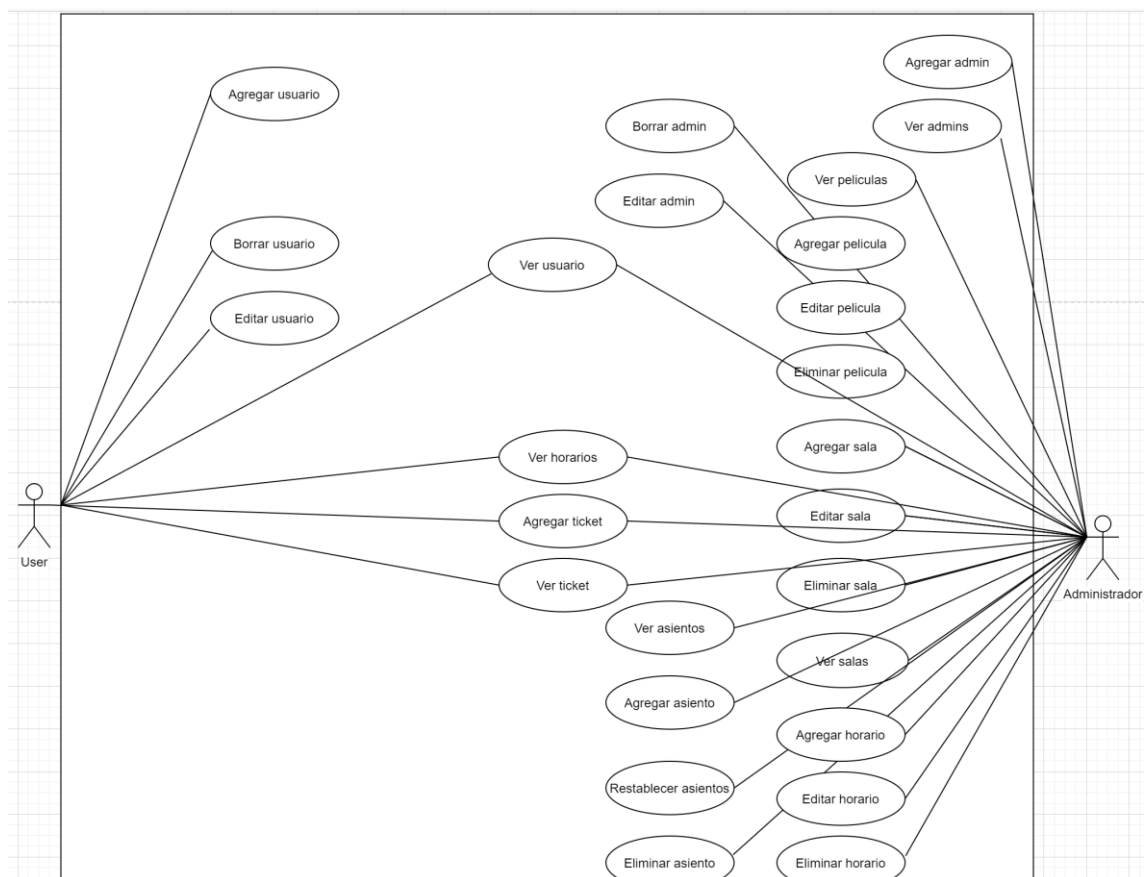 Agregar admin
Agregar usuario
Borrar admin
Ver admins
Ver peliculas
Editar admin
Borrar usuario
Agregar pelicula
Ver usuario
Editar usuario
Editar pelicula
Eliminar pelicula
Agregar sala
Ver horarios
Editar sala
Agregar ticket
User
Eliminar sala
Ver ticket
Administrador
Ver asientos
Ver salas
Agregar asiento
Agregar horario
Restablecer asientos
Editar horario
Eliminar asiento
Eliminar horario